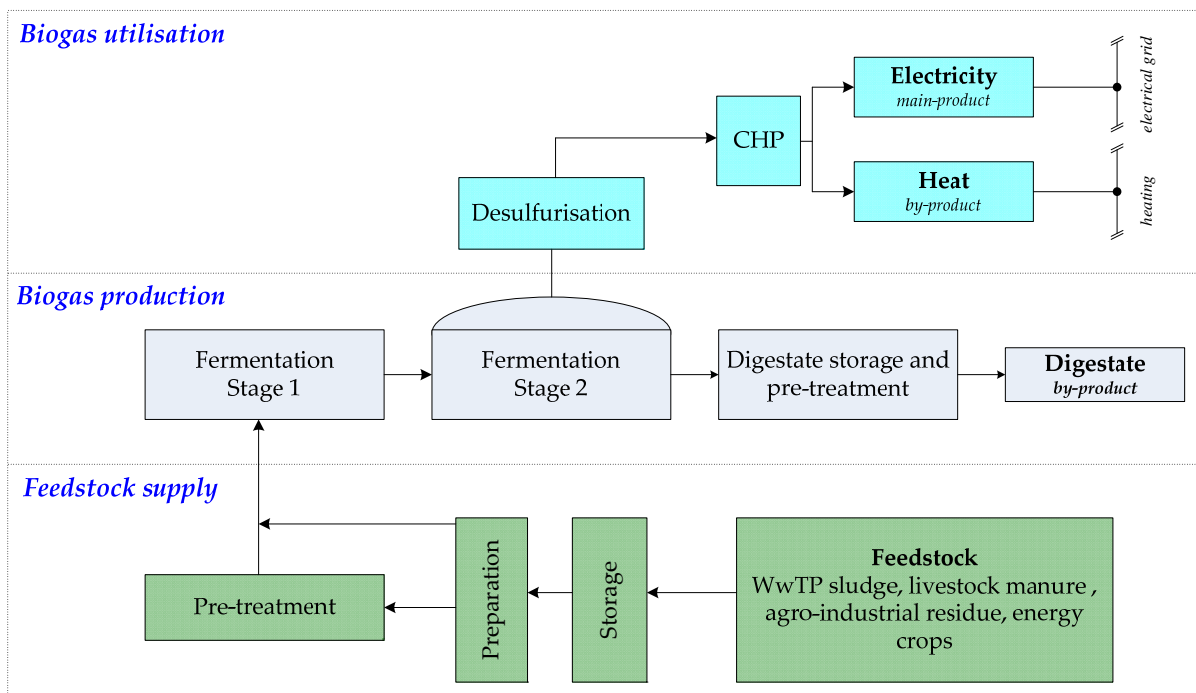 Biogas utilisation
Electricity
main-product
electrical grid
CHP
Heat
by-product
heating
Desulfurisation
Biogas production
Fermentation
Stage 1
Fermentation
Stage 2
Digestate storage and
pre-treatment
Digestate
by-product
Feedstock supply
Pre-treatment
Preparation
Storage
Feedstock
WwTP sludge, livestock manure ,
agro-industrial residue, energy
crops